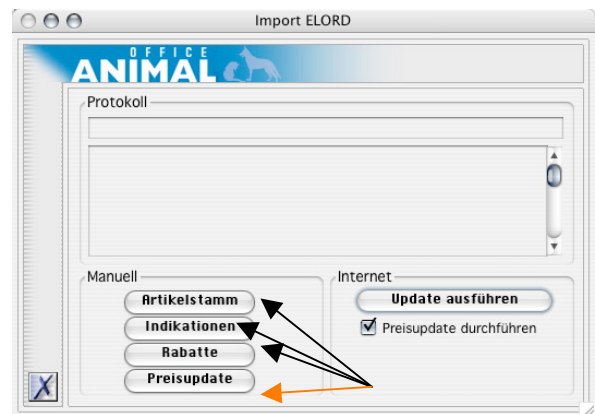 Import ELORD
OFFICE
ANIMAL
Protokoll
Manuell
Artikelstamm
Indikationen
Rabatte
Preisupdate
Internet
Update ausführen
Preisupdate durchführen
X